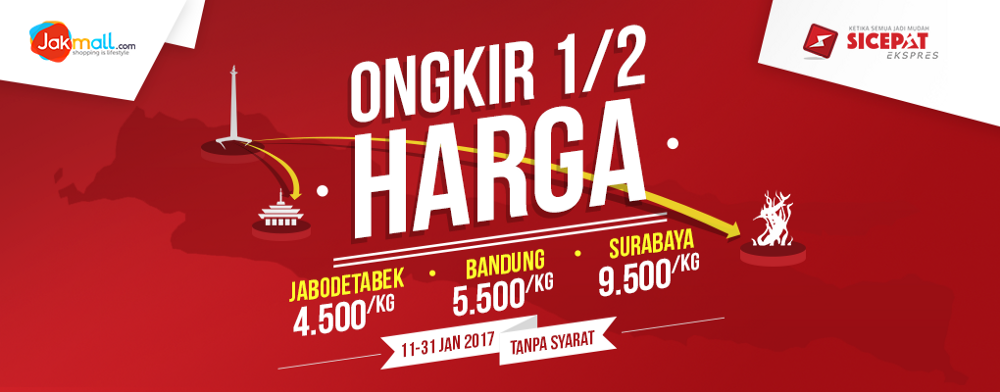 Jakmall.com
shopping is lifestyle
KETIKA SEMUA JADI MUDAH
SICEPAT
EKSPRES
ONGKIR 1/2
HARGA
JABODETABEK • BANDUNG • SURABAYA
4.500/KG 5.500/KG 9.500/KG
11-31 JAN 2017 TANPA SYARAT